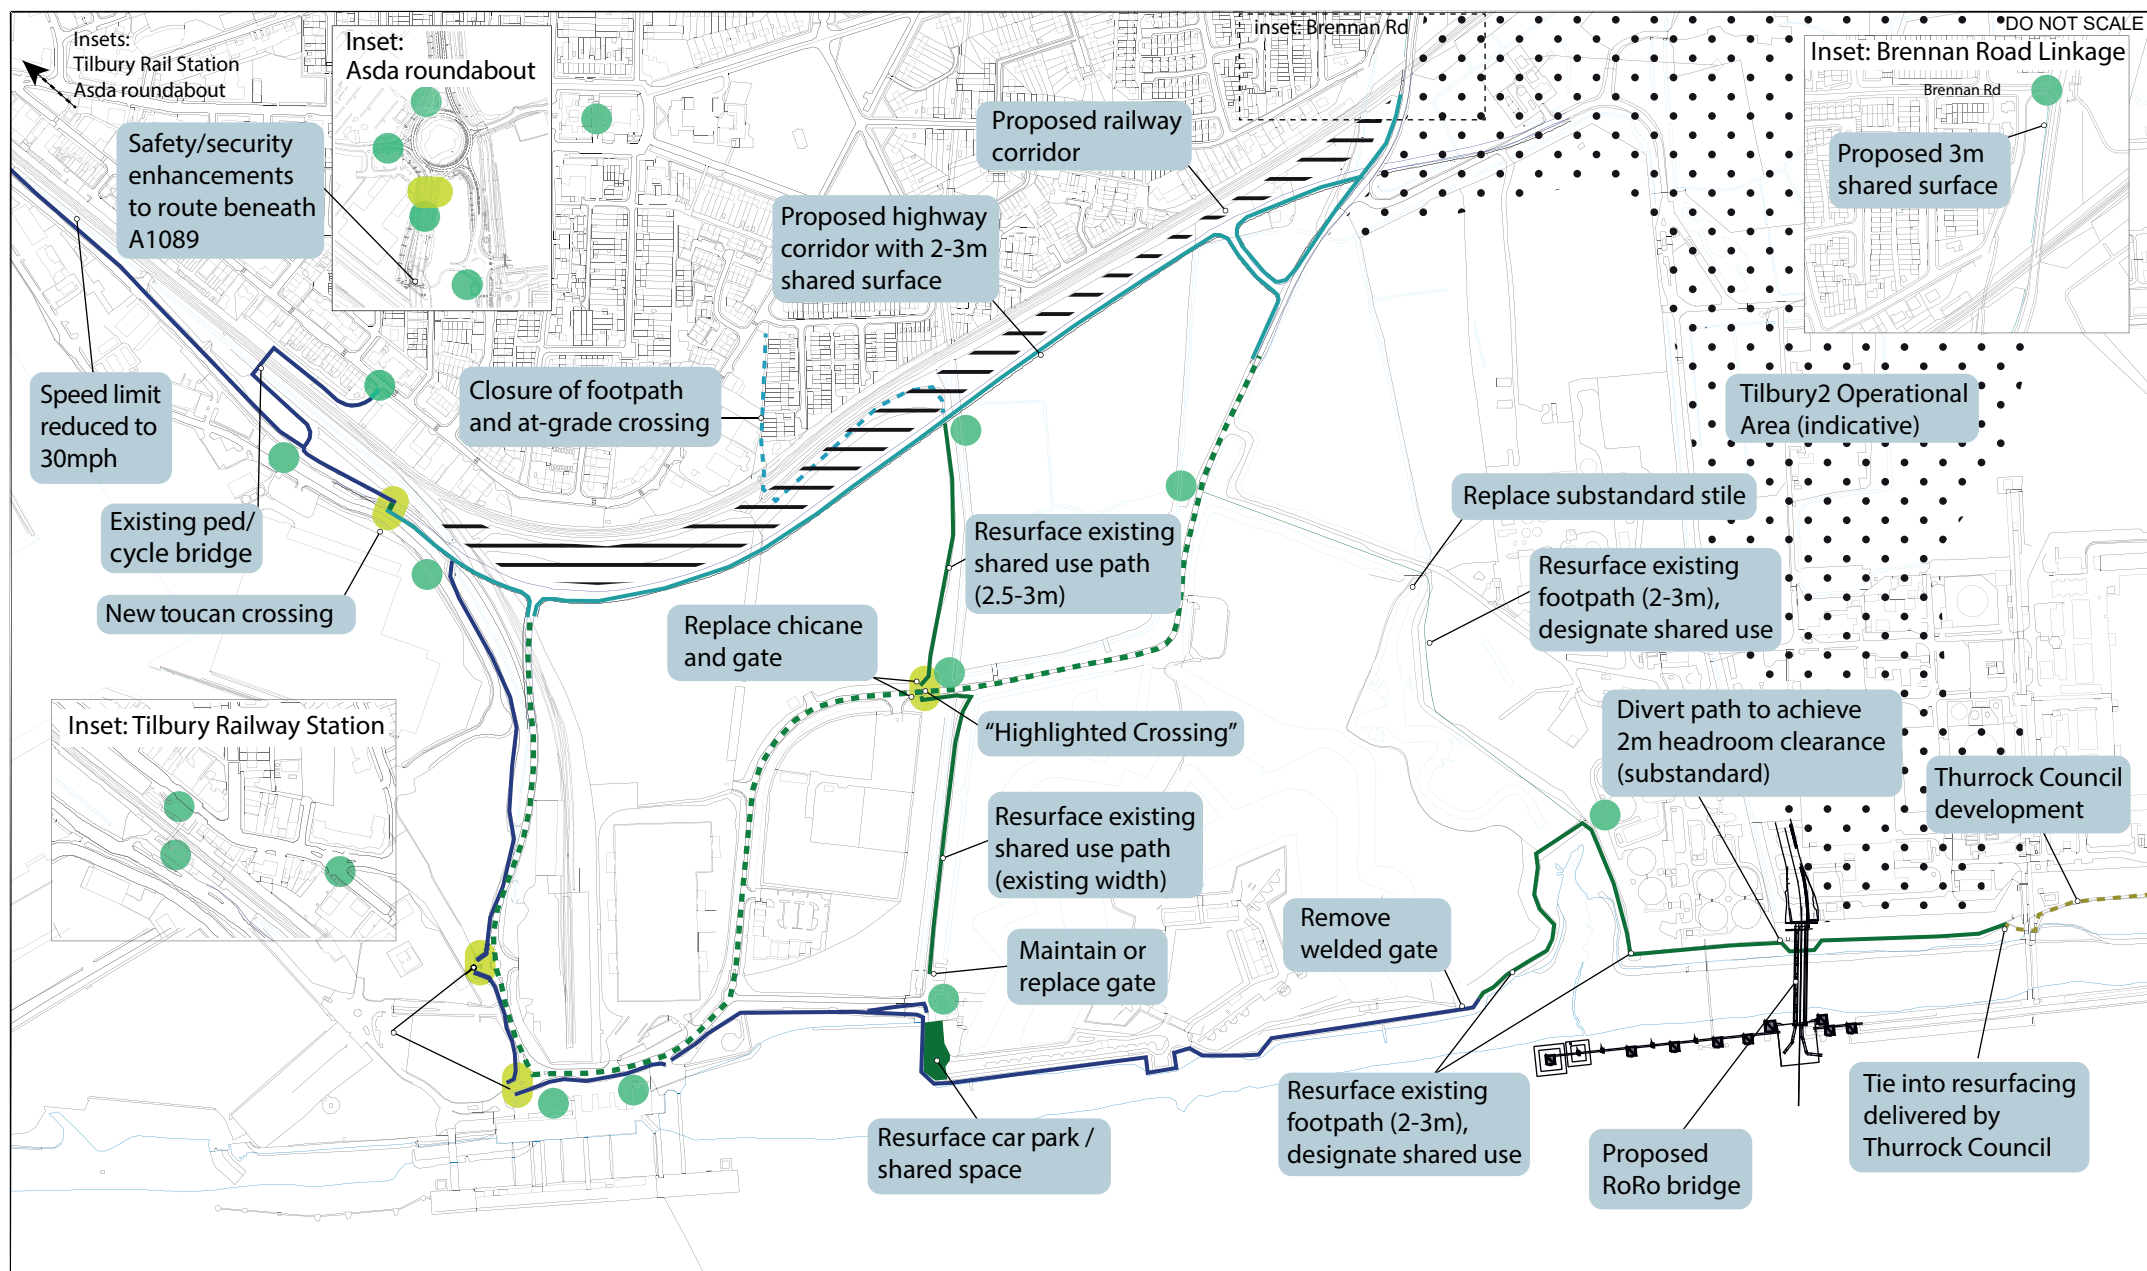 DO NOT SCALE
Insets:
Tilbury Rail Station
Asda roundabout
Inset:
Asda roundabout
inset: Brennan Rd
Inset: Brennan Road Linkage
Brennan Rd
Proposed 3m
shared surface
Safety/security
enhancements
to route beneath
A1089
Proposed railway
corridor
Proposed highway
corridor with 2-3m
shared surface
Speed limit
reduced to
30mph
Closure of footpath
and at-grade crossing
Tilbury2 Operational
Area (indicative)
Existing ped/
cycle bridge
New toucan crossing
Resurface existing
shared use path
(2.5-3m)
Replace substandard stile
Resurface existing
footpath (2-3m),
designate shared use
Replace chicane
and gate
"Highlighted Crossing"
Inset: Tilbury Railway Station
Divert path to achieve
2m headroom clearance
(substandard)
Thurrock Council
development
Resurface existing
shared use path
(existing width)
Remove
welded gate
Maintain or
replace gate
Resurface car park /
shared space
Resurface existing
footpath (2-3m),
designate shared use
Proposed
RoRo bridge
Tie into resurfacing
delivered by
Thurrock Council